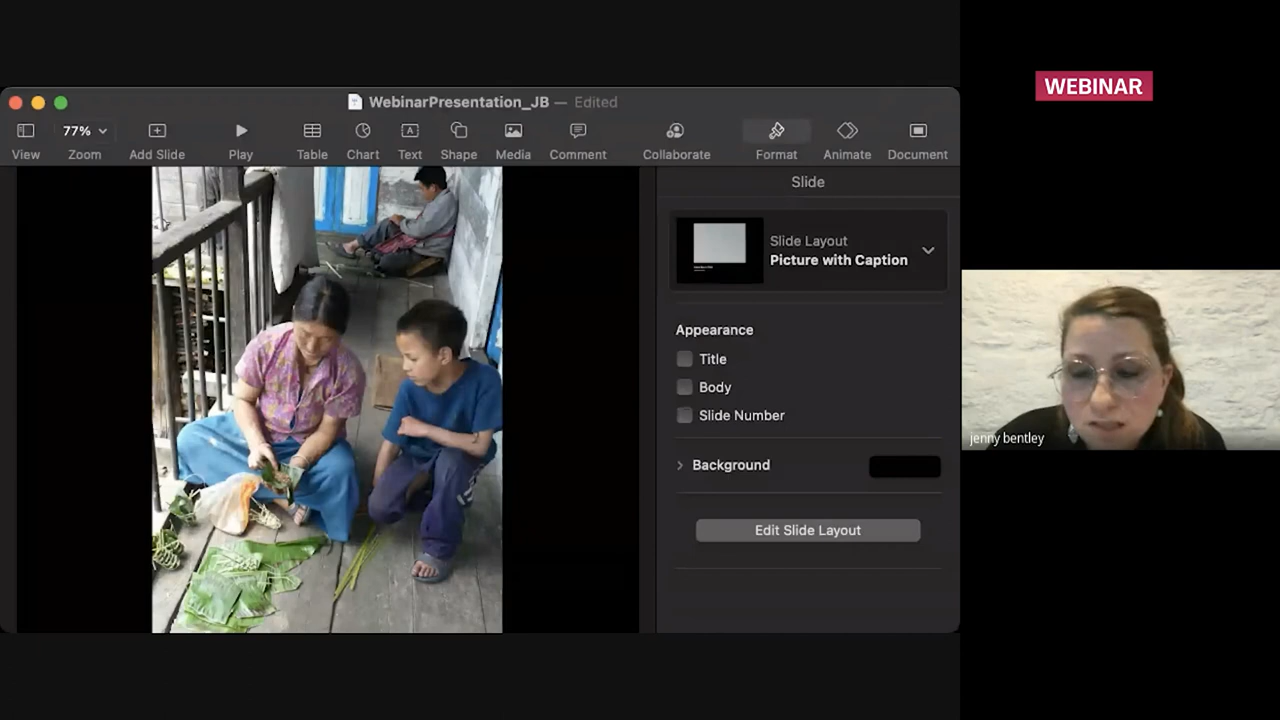 WEBINAR
WebinarPresentation_JB — Edited
View
77%
Zoom
Add Slide
Play
Table
Chart
Text
Shape
Media
Comment
Collaborate
Format
Animate
Document
Slide
Slide Layout
Picture with Caption
Appearance
Title
Body
Slide Number
Background
Edit Slide Layout
jenny bentley